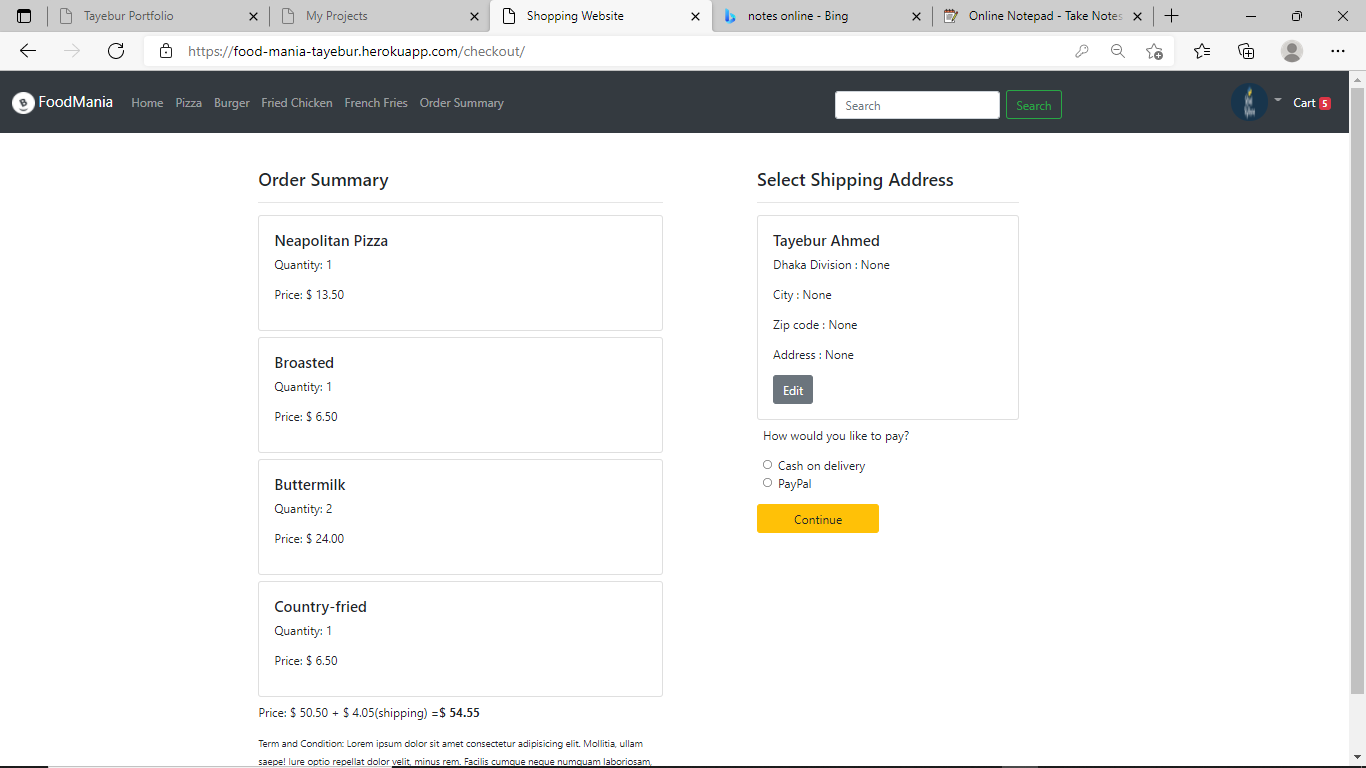 Tayebur Portfolio
My Projects
Shopping Website
notes online - Bing
Online Notepad - Take Notes
https://food-mania-tayebur.herokuapp.com/checkout/
B FoodMania Home Pizza Burger Fried Chicken French Fries Order Summary Search Search Cart 5
Order Summary
Neapolitan Pizza
Quantity: 1
Price: $ 13.50
Broasted
Quantity: 1
Price: $ 6.50
Buttermilk
Quantity: 2
Price: $ 24.00
Country-fried
Quantity: 1
Price: $ 6.50
Price: $ 50.50 + $ 4.05(shipping) =$ 54.55
Term and Condition: Lorem ipsum dolor sit amet consectetur adipisicing elit. Mollitia, ullam
saepe! Iure optio repellat dolor velit, minus rem. Facilis cumque neque numquam laboriosam,
Select Shipping Address
Tayebur Ahmed
Dhaka Division : None
City : None
Zip code : None
Address : None
Edit
How would you like to pay?
Cash on delivery
PayPal
Continue